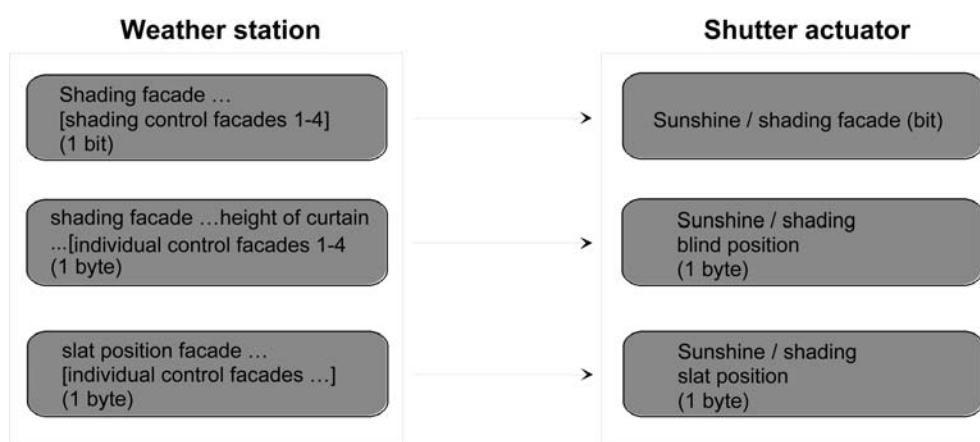 Weather station
Shutter actuator
Shading facade …
[shading control facades 1-4]
(1 bit)
Sunshine / shading facade (bit)
shading facade …height of curtain
…[individual control facades 1-4
(1 byte)
Sunshine / shading
blind position
(1 byte)
slat position facade …
[individual control facades …]
(1 byte)
Sunshine / shading
slat position
(1 byte)